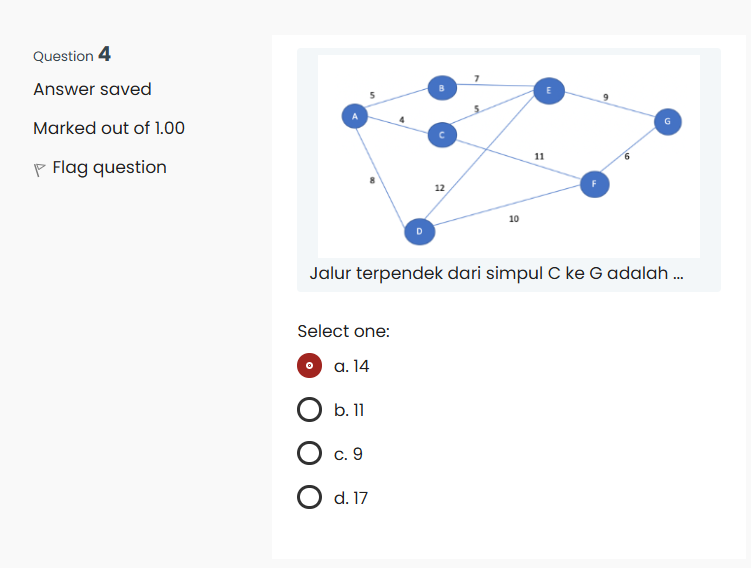 Question 4
Answer saved
Marked out of 1.00
Flag question
7
5
B
E
9
5
A
4
G
C
11
6
8
12
F
10
D
Jalur terpendek dari simpul C ke G adalah ...
Select one:
a. 14
b. 11
c. 9
d. 17